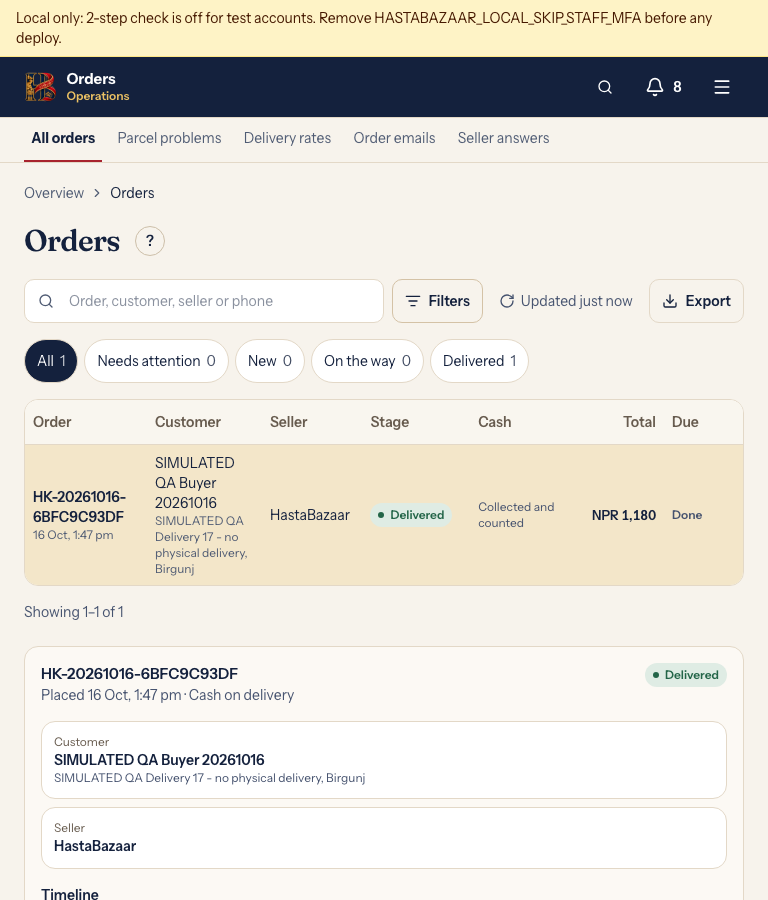 Local only: 2-step check is off for test accounts. Remove HASTABAZAAR_LOCAL_SKIP_STAFF_MFA before any
deploy.
Orders
Operations
8
All orders
Parcel problems
Delivery rates
Order emails
Seller answers
Overview > Orders
Orders
?
Order, customer, seller or phone
Filters
Updated just now
Export
All 1
Needs attention 0
New 0
On the way 0
Delivered 1
Order
Customer
Seller
Stage
Cash
Total
Due
HK-20261016-
6BFC9C93DF
16 Oct, 1:47 pm
SIMULATED
QA Buyer
20261016
SIMULATED QA
Delivery 17 - no
physical delivery,
Birgunj
HastaBazaar
Delivered
Collected and
counted
NPR 1,180
Done
Showing 1–1 of 1
HK-20261016-6BFC9C93DF
Delivered
Placed 16 Oct, 1:47 pm · Cash on delivery
Customer
SIMULATED QA Buyer 20261016
SIMULATED QA Delivery 17 - no physical delivery, Birgunj
Seller
HastaBazaar
Timeline